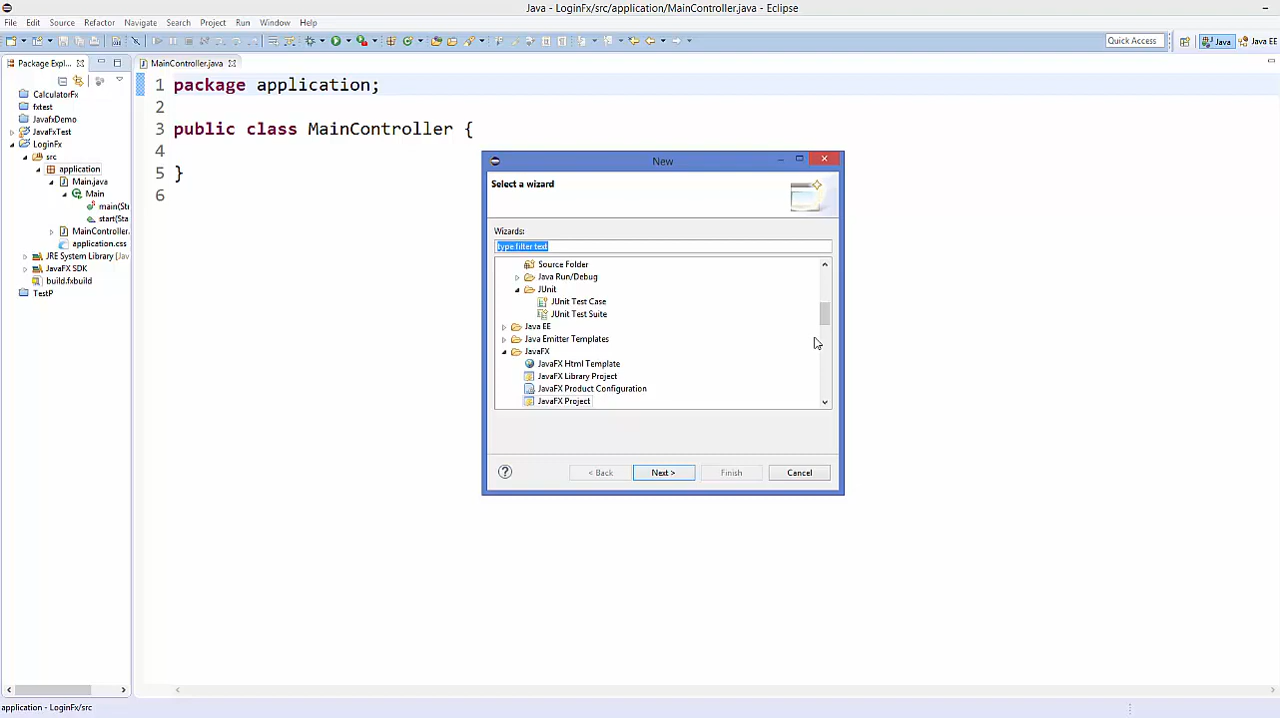 Java - LoginFx/src/application/MainController.java - Eclipse
File Edit Source Refactor Navigate Search Project Run Window Help
Quick Access
Java
Java EE
Package Expl...
MainController.java
CalculatorFx
fxtest
JavafxDemo
JavaFxTest
LoginFx
src
application
Main.java
Main
main(Sti
start(Sta
MainController.
application.css
JRE System Library [Jav
JavaFX SDK
build.fxbuild
TestP
1 package application;
2
3 public class MainController {
4
5 }
6
New
Select a wizard
Wizards:
type filter text
Source Folder
Java Run/Debug
JUnit
JUnit Test Case
JUnit Test Suite
Java EE
Java Emitter Templates
JavaFX
JavaFX Html Template
JavaFX Library Project
JavaFX Product Configuration
JavaFX Project
? < Back Next > Finish Cancel
application - LoginFx/src